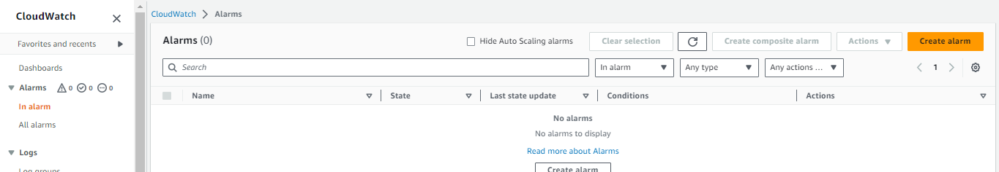 CloudWatch
Favorites and recents
Dashboards
Alarms 0 0 0
In alarm
All alarms
Logs
Log groups
CloudWatch > Alarms
Alarms (0)
Hide Auto Scaling alarms
Clear selection
Create composite alarm
Actions
Create alarm
Search
In alarm
Any type
Any actions ...
1
Name State Last state update Conditions Actions
No alarms
No alarms to display
Read more about Alarms
Create alarm